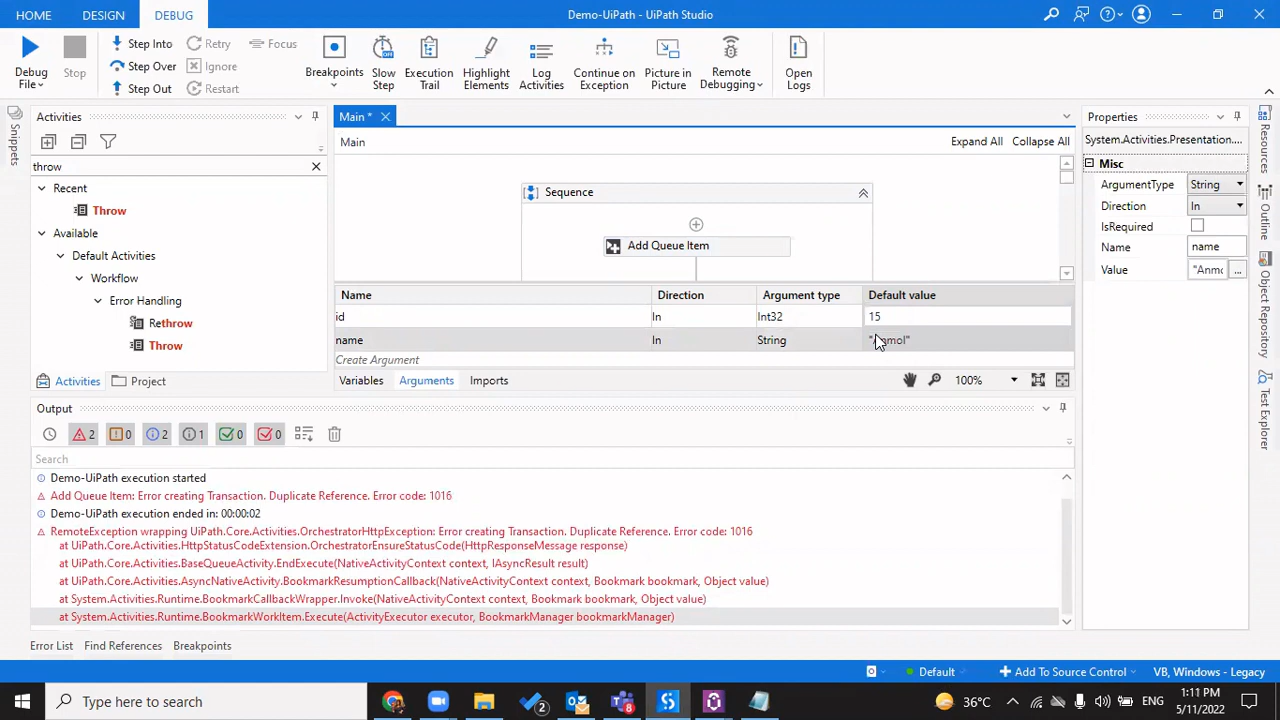 HOME DESIGN DEBUG Demo-UiPath - UiPath Studio
Debug File
Stop
Step Into
Step Over
Step Out
Retry
Ignore
Restart
Focus
Breakpoints
Slow Step
Execution Trail
Highlight Elements
Log Activities
Continue on Exception
Picture in Picture
Remote Debugging
Open Logs
Snippets
Activities
throw
Recent
Throw
Available
Default Activities
Workflow
Error Handling
Rethrow
Throw
Activities Project
Main *
Main Expand All Collapse All
Sequence
Add Queue Item
Name Direction Argument type Default value
id In Int32 15
name In String
Create Argument
Variables Arguments Imports 100%
Properties
System.Activities.Presentation....
Misc
ArgumentType String
Direction In
IsRequired
Name name
Value "Anmo ...
Resources
Outline
Object Repository
Test Explorer
Output
2 0 2 1 0 0
Search
Demo-UiPath execution started
Add Queue Item: Error creating Transaction. Duplicate Reference. Error code: 1016
Demo-UiPath execution ended in: 00:00:02
RemoteException wrapping UiPath.Core.Activities.OrchestratorHttpException: Error creating Transaction. Duplicate Reference. Error code: 1016
at UiPath.Core.Activities.HttpStatusCodeExtension.OrchestratorEnsureStatusCode(HttpResponseMessage response)
at UiPath.Core.Activities.BaseQueueActivity.EndExecute(NativeActivityContext context, IAsyncResult result)
at UiPath.Core.Activities.AsyncNativeActivity.BookmarkResumptionCallback(NativeActivityContext context, Bookmark bookmark, Object value)
at System.Activities.Runtime.BookmarkCallbackWrapper.Invoke(NativeActivityContext context, Bookmark bookmark, Object value)
at System.Activities.Runtime.BookmarkWorkItem.Execute(ActivityExecutor executor, BookmarkManager bookmarkManager)
Error List Find References Breakpoints
Default Add To Source Control VB, Windows - Legacy
Type here to search
2
8
36°C ENG
1:11 PM
5/11/2022